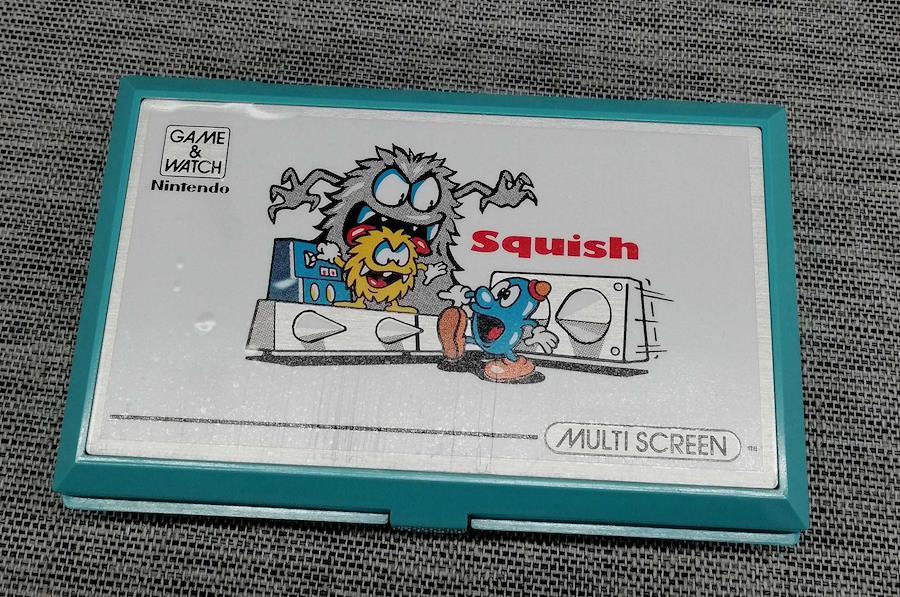 GAME
&
WATCH
Nintendo
Squish
MULTI SCREEN